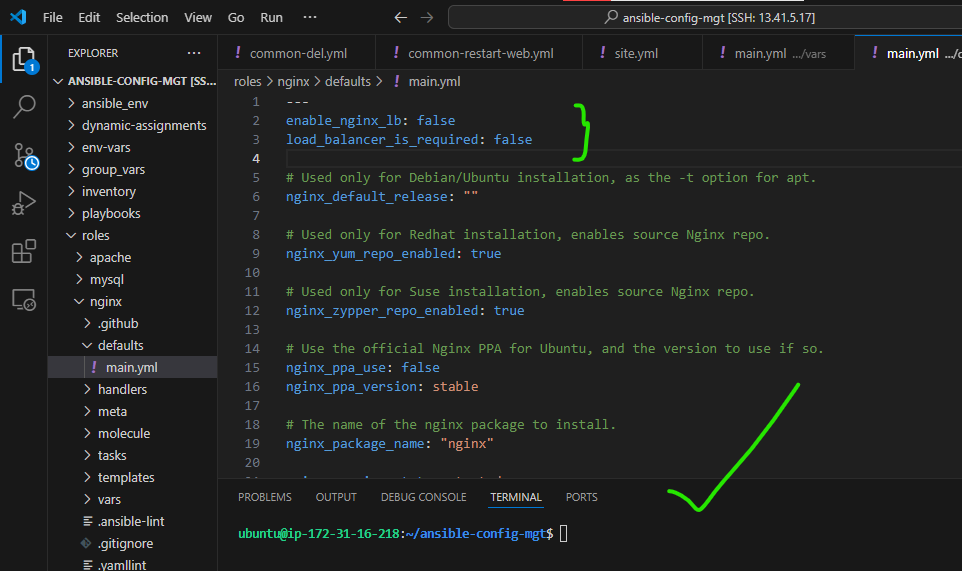 File Edit Selection View Go Run ··· ansible-config-mgt [SSH: 13.41.5.17]
EXPLORER ···
common-del.yml common-restart-web.yml site.yml main.yml .../vars main.yml
1
ANSIBLE-CONFIG-MGT [SS...
ansible_env
dynamic-assignments
env-vars
group_vars
inventory
playbooks
roles
apache
mysql
nginx
.github
defaults
main.yml
handlers
meta
molecule
tasks
templates
vars
.ansible-lint
.gitignore
.yamllint
roles > nginx > defaults > ! main.yml
1 ---
2 enable_nginx_lb: false
3 load_balancer_is_required: false
4
5 # Used only for Debian/Ubuntu installation, as the -t option for apt.
6 nginx_default_release: ""
7
8 # Used only for Redhat installation, enables source Nginx repo.
9 nginx_yum_repo_enabled: true
10
11 # Used only for Suse installation, enables source Nginx repo.
12 nginx_zypper_repo_enabled: true
13
14 # Use the official Nginx PPA for Ubuntu, and the version to use if so.
15 nginx_ppa_use: false
16 nginx_ppa_version: stable
17
18 # The name of the nginx package to install.
19 nginx_package_name: "nginx"
20
PROBLEMS OUTPUT DEBUG CONSOLE TERMINAL PORTS
ubuntu@ip-172-31-16-218:~/ansible-config-mgt$